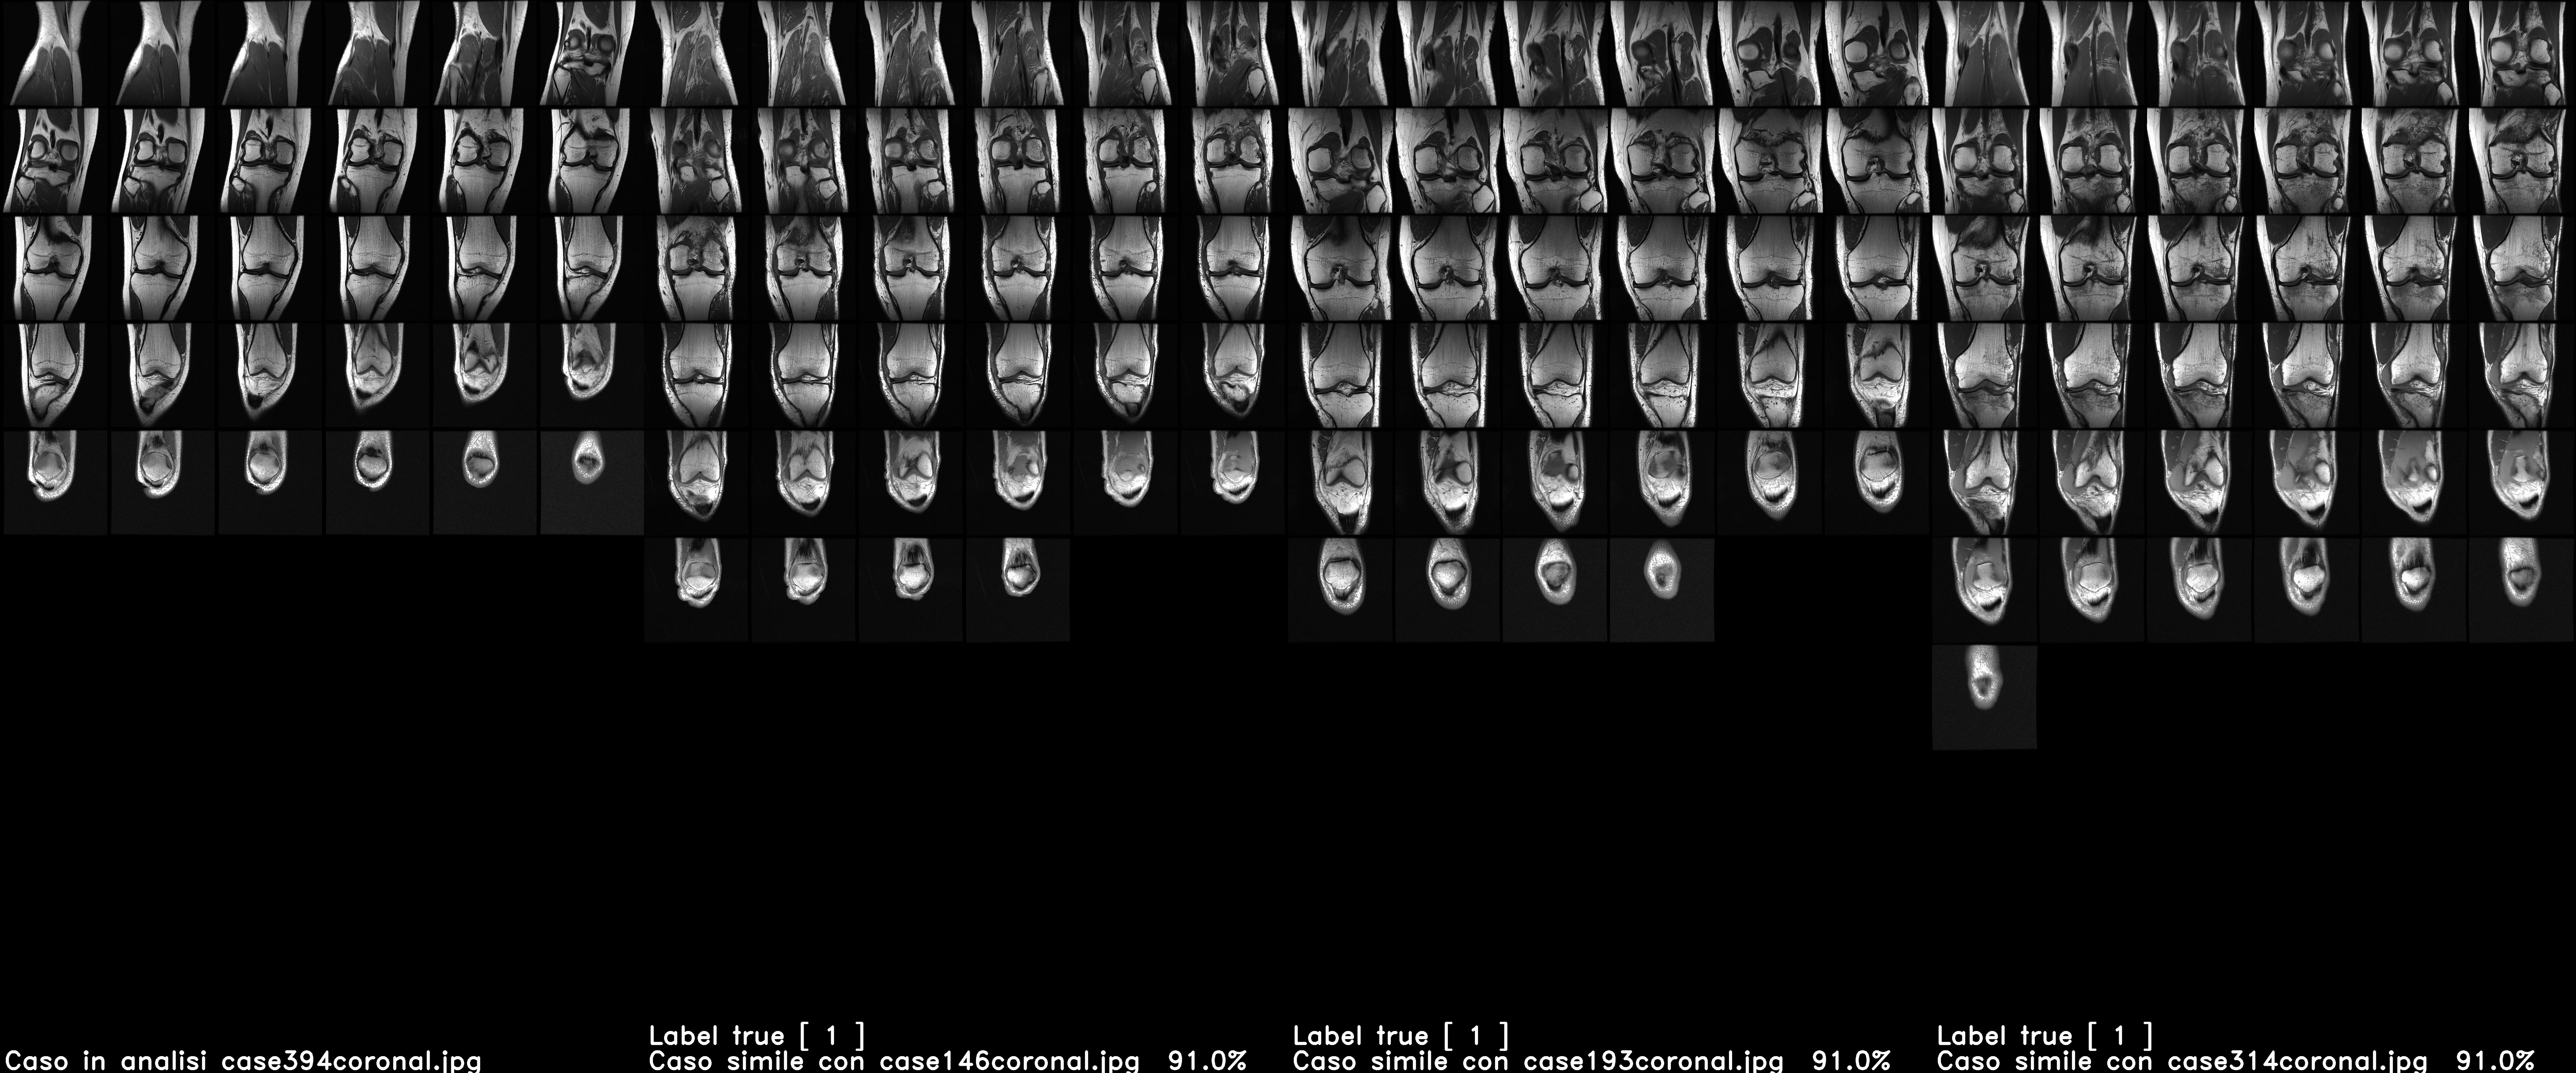 Label true [ 1 ]
Label true [ 1 ]
Label true [ 1 ]
Caso in analisi case394coronal.jpg
Caso simile con case146coronal.jpg 91.0%
Caso simile con case193coronal.jpg 91.0%
Caso simile con case314coronal.jpg 91.0%